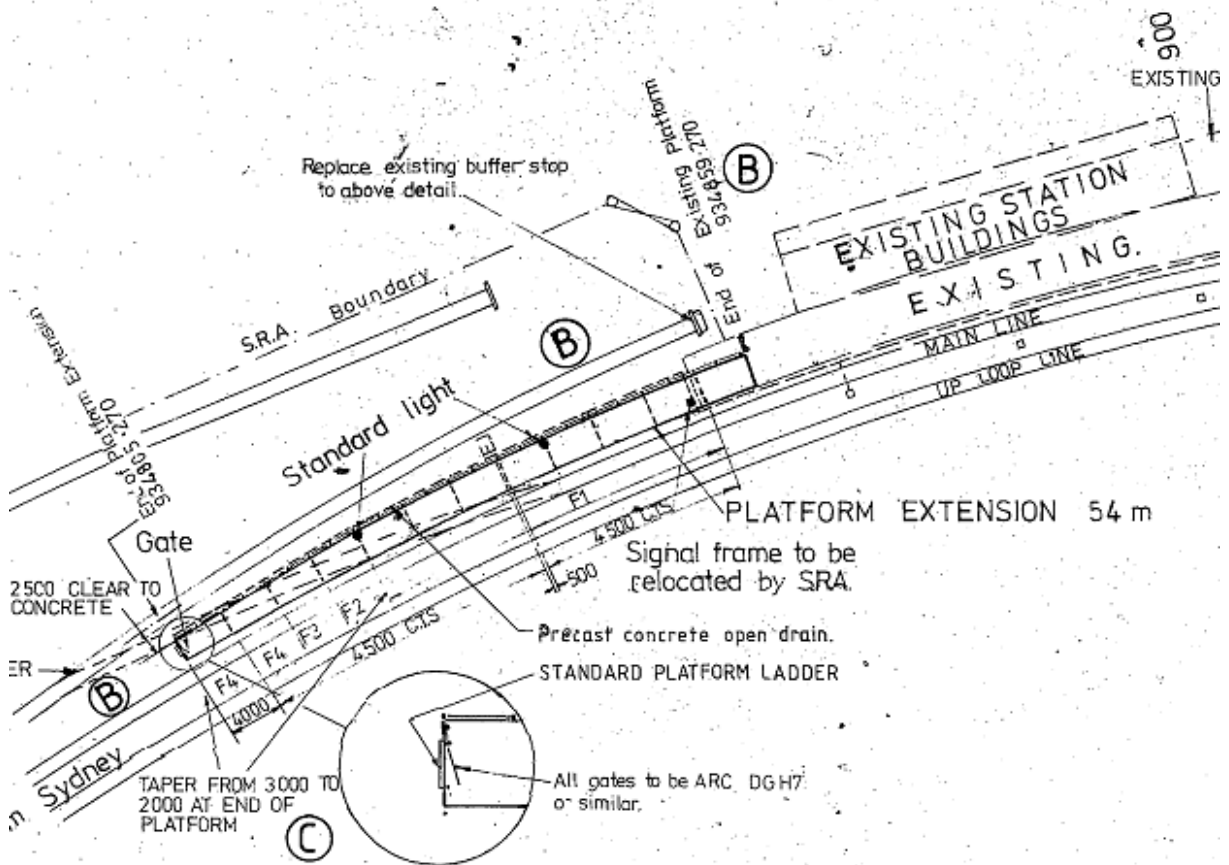 900
EXISTING
Replace existing buffer stop
to above detail.
End of Existing Platform
934859.270
B
EXISTING STATION
BUILDINGS
EXISTING.
S.R.A. Boundary
B
MAIN LINE
UP LOOP LINE
End of Platform Extension
934805.270
Standard light
F1
4500 CTS
PLATFORM EXTENSION 54 m
Gate
500
Signal frame to be
relocated by SRA.
2500 CLEAR TO
CONCRETE
F4 F4 F3 F2
4500 CTS
Precast concrete open drain.
STANDARD PLATFORM LADDER
ER
B
4000
Sydney
TAPER FROM 3000 TO
2000 AT END OF
PLATFORM
C
All gates to be ARC DGH7
or similar.